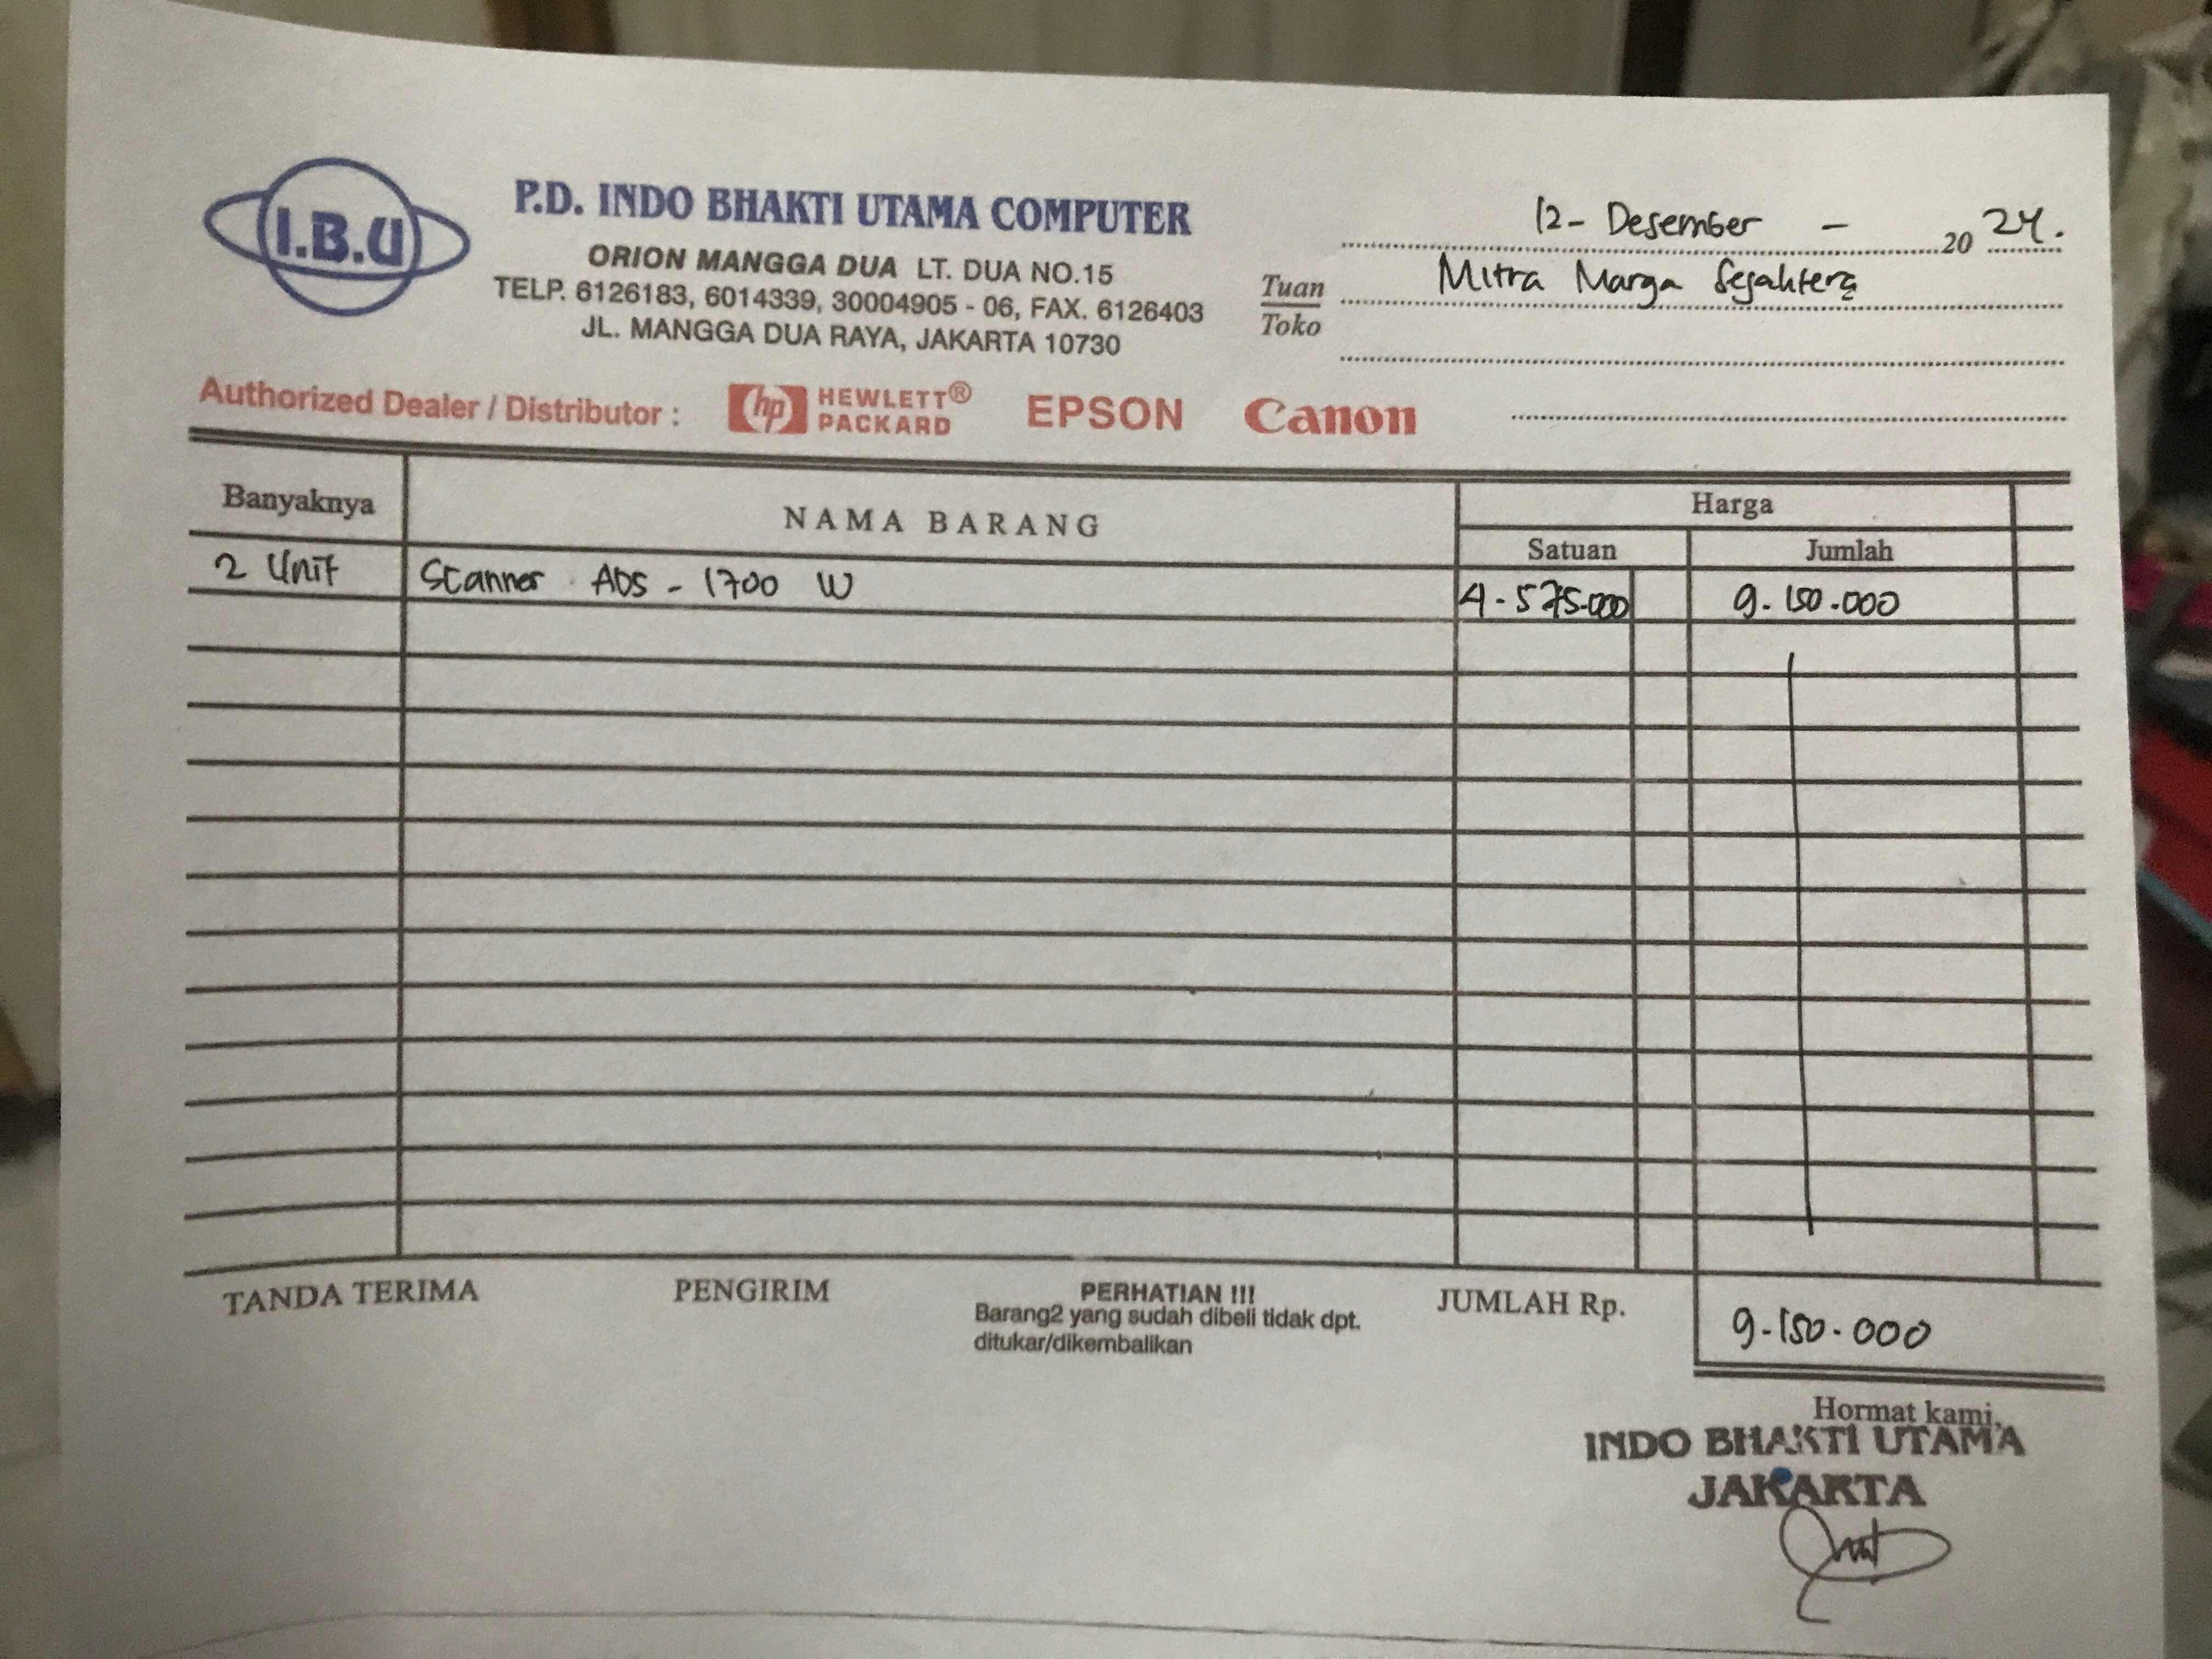 I.B.U
P.D. INDO BHAKTI UTAMA COMPUTER
ORION MANGGA DUA LT. DUA NO.15
TELP. 6126183, 6014339, 30004905 - 06, FAX. 6126403
JL. MANGGA DUA RAYA, JAKARTA 10730
12- Desember - 2024.
Tuan Mitra Marga Sejahtera
Toko
Authorized Dealer / Distributor : hp HEWLETT® PACKARD EPSON Canon
Banyaknya NAMA BARANG Harga
Satuan Jumlah
2 Unit Scanner ADS - 1700 W 4-575.000 9.150.000
TANDA TERIMA PENGIRIM PERHATIAN !!! JUMLAH Rp. 9-150.000
Barang2 yang sudah dibeli tidak dpt.
ditukar/dikembalikan
Hormat kami,
INDO BHAKTI UTAMA
JAKARTA